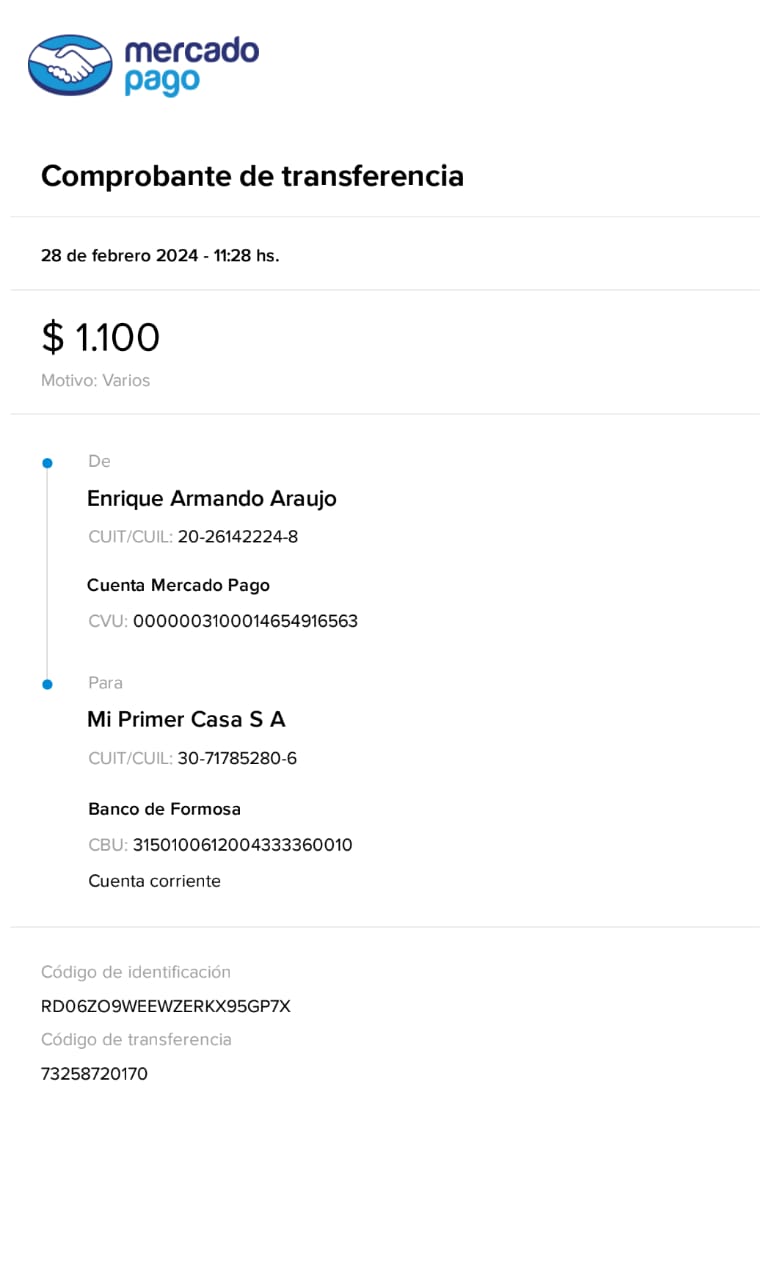 mercado
pago
Comprobante de transferencia
28 de febrero 2024 - 11:28 hs.
$ 1.100
Motivo: Varios
De
Enrique Armando Araujo
CUIT/CUIL: 20-26142224-8
Cuenta Mercado Pago
CVU: 0000003100014654916563
Para
Mi Primer Casa S A
CUIT/CUIL: 30-71785280-6
Banco de Formosa
CBU: 3150100612004333360010
Cuenta corriente
Código de identificación
RD06ZO9WEEWZERKX95GP7X
Código de transferencia
73258720170